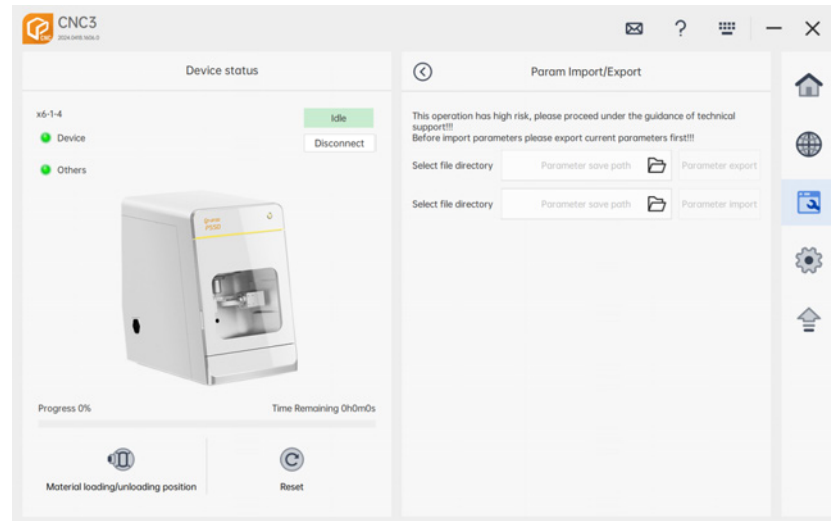 CNC3
Device status
Param Import/Export
x6-1-4
Idle
Device
Disconnect
Others
This operation has high risk, please proceed under the guidance of technical
support!!!
Before import parameters please export current parameters first!!!
Select file directory
Parameter save path
Parameter export
Select file directory
Parameter save path
Parameter import
Progress 0%
Time Remaining 0h0m0s
Material loading/unloading position
Reset